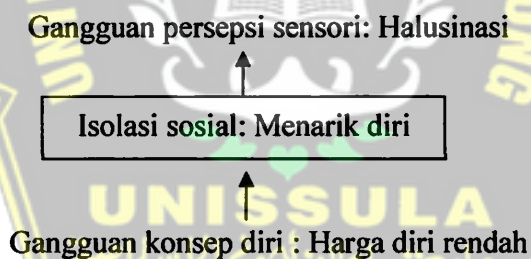 Gangguan persepsi sensori: Halusinasi
Isolasi sosial: Menarik diri
UNISSULA
Gangguan konsep diri : Harga diri rendah